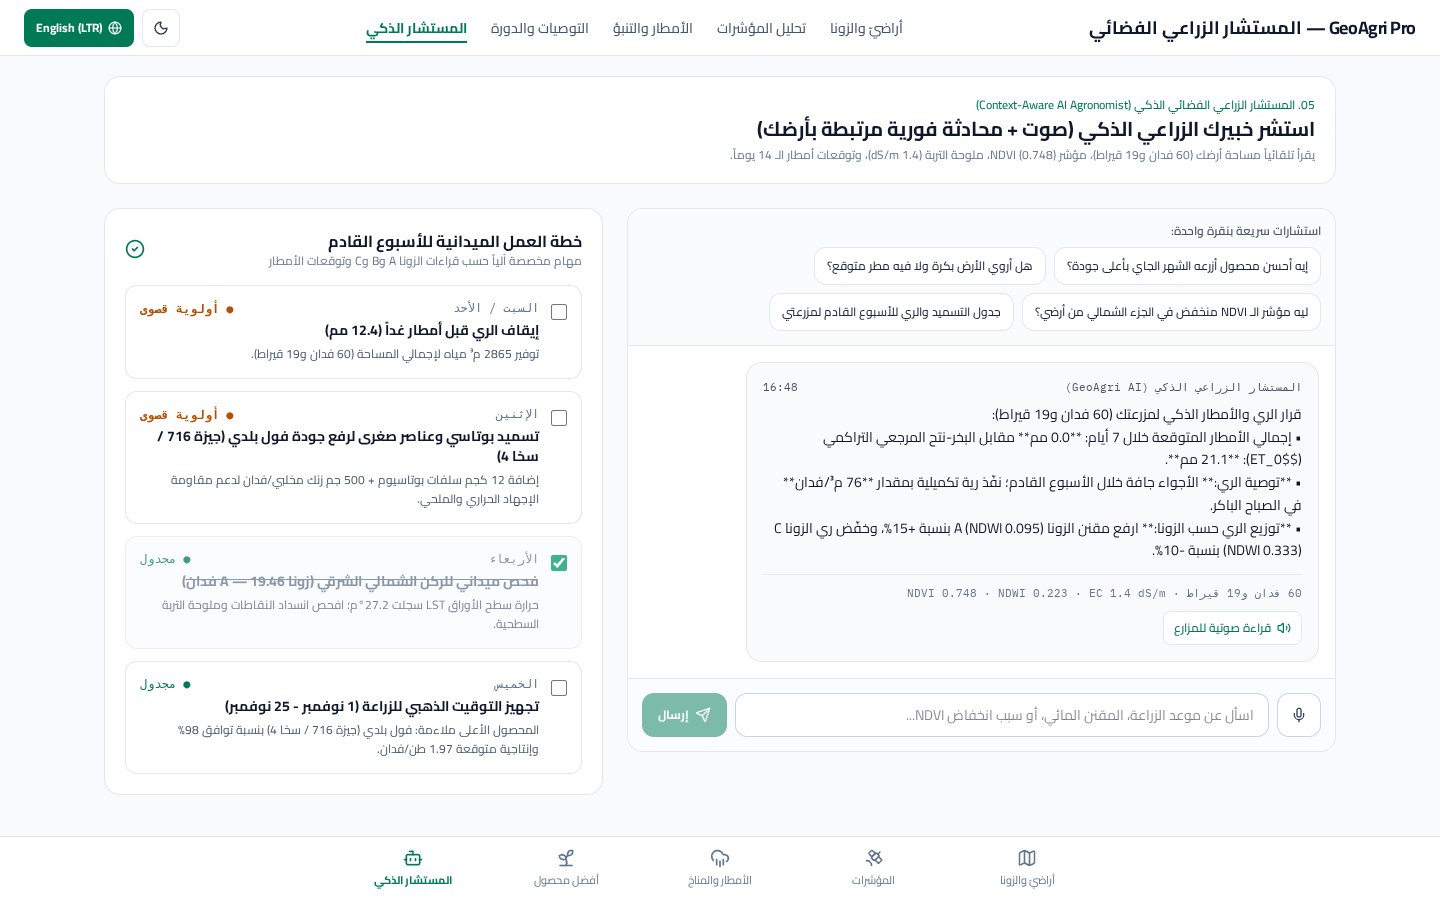 GeoAgri Pro — المستشار الزراعي الفضائي
أراضيّ والزونا
تحليل المؤشرات
الأمطار والتنبؤ
التوصيات والدورة
المستشار الذكي
English (LTR)
05. المستشار الزراعي الفضائي الذكي (Context-Aware AI Agronomist)
استشر خبيرك الزراعي الذكي (صوت + محادثة فورية مرتبطة بأرضك)
يقرأ تلقائياً مساحة أرضك (60 فدان و19 قيراط)، مؤشر NDVI (0.748)، ملوحة التربة (1.4 dS/m)، وتوقعات أمطار الـ 14 يوماً.
استشارات سريعة بنقرة واحدة:
إيه أحسن محصول أزرعه الشهر الجاي بأعلى جودة؟
هل أروي الأرض بكرة ولا فيه مطر متوقع؟
ليه مؤشر الـ NDVI منخفض في الجزء الشمالي من أرضي؟
جدول التسميد والري للأسبوع القادم لمزرعتي
المستشار الزراعي الذكي (GeoAgri AI)
16:48
قرار الري والأمطار الذكي لمزرعتك (60 فدان و19 قيراط):
• إجمالي الأمطار المتوقعة خلال 7 أيام: **0.0 مم** مقابل البخر-نتح المرجعي التراكمي
($ET_0$): **21.1 مم**.
• **توصية الري:** الأجواء جافة خلال الأسبوع القادم؛ نفّذ رية تكميلية بمقدار **76 م³/فدان**
في الصباح الباكر.
• **توزيع الري حسب الزونا:** ارفع مقنن الزونا A (NDWI 0.095) بنسبة +15%، وخفّض ري الزونا C
(NDWI 0.333) بنسبة -10%.
60 فدان و19 قيراط · NDVI 0.748 · NDWI 0.223 · EC 1.4 dS/m
قراءة صوتية للمزارع
اسأل عن موعد الزراعة، المقنن المائي، أو سبب انخفاض NDVI...
إرسال
خطة العمل الميدانية للأسبوع القادم
مهام مخصصة آلياً حسب قراءات الزونا A وB وC وتوقعات الأمطار
السبت / الأحد
● أولوية قصوى
إيقاف الري قبل أمطار غداً (12.4 مم)
توفير 2865 م³ مياه لإجمالي المساحة (60 فدان و19 قيراط).
الإثنين
● أولوية قصوى
تسميد بوتاسي وعناصر صغرى لرفع جودة فول بلدي (جيزة 716 /
سخا 4)
إضافة 12 كجم سلفات بوتاسيوم + 500 جم زنك مخلبي/فدان لدعم مقاومة
الإجهاد الحراري والملحي.
الأربعاء
● مجدول
فحص ميداني للركن الشمالي الشرقي (زونا A — 19.46 فدان)
حرارة سطح الأوراق LST سجلت 27.2°م؛ افحص انسداد النقاطات وملوحة التربة
السطحية.
الخميس
● مجدول
تجهيز التوقيت الذهبي للزراعة (1 نوفمبر - 25 نوفمبر)
المحصول الأعلى ملاءمة: فول بلدي (جيزة 716 / سخا 4) بنسبة توافق 98%
وإنتاجية متوقعة 1.97 طن/فدان.
أراضيّ والزونا
المؤشرات
الأمطار والمناخ
أفضل محصول
المستشار الذكي